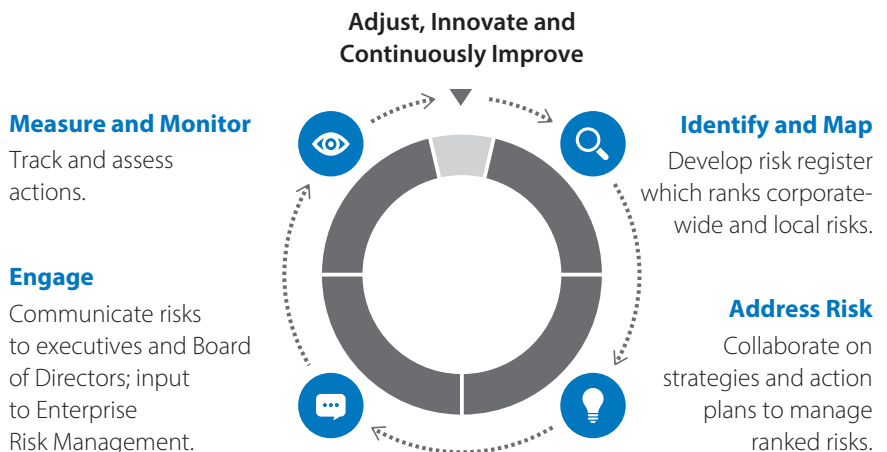 Adjust, Innovate and
Continuously Improve
Measure and Monitor
Track and assess
actions.
Identify and Map
Develop risk register
which ranks corporate-
wide and local risks.
Engage
Communicate risks
to executives and Board
of Directors; input
to Enterprise
Risk Management.
Address Risk
Collaborate on
strategies and action
plans to manage
ranked risks.